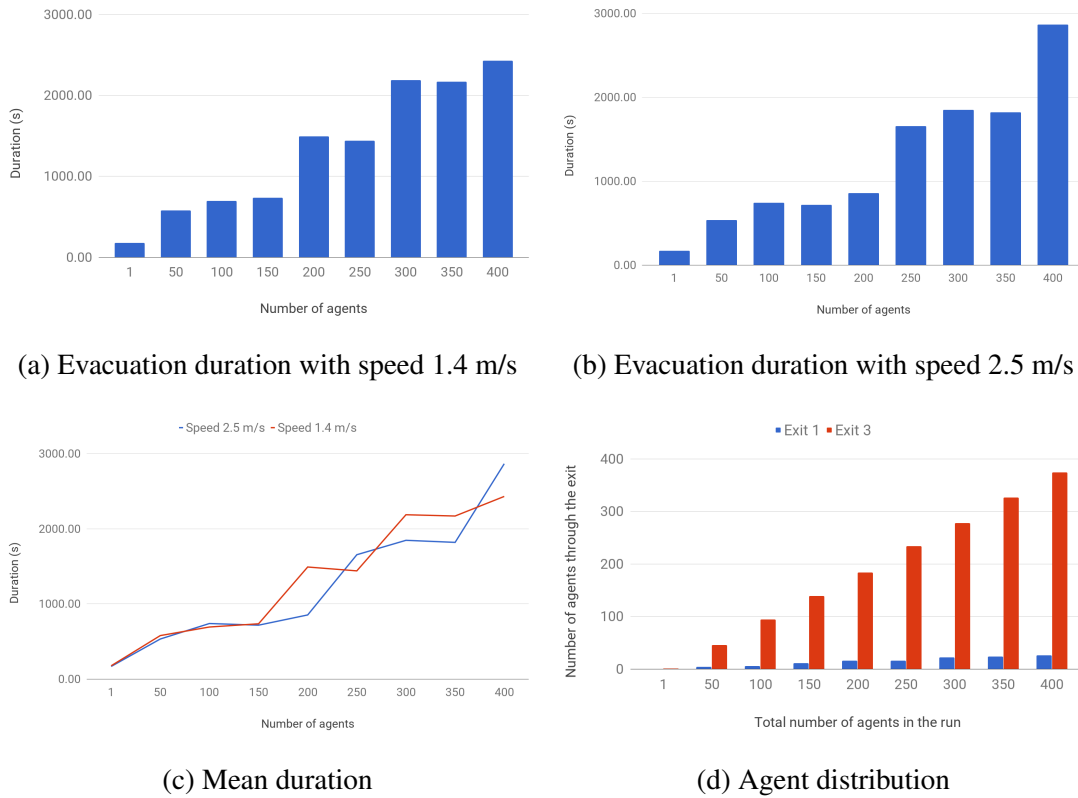 3000.00
2000.00
1000.00
0.00
Duration (s)
1 50 100 150 200 250 300 350 400
Number of agents
(a) Evacuation duration with speed 1.4 m/s
3000.00
2000.00
1000.00
0.00
Duration (s)
1 50 100 150 200 250 300 350 400
Number of agents
(b) Evacuation duration with speed 2.5 m/s
Speed 2.5 m/s Speed 1.4 m/s
3000.00
2000.00
1000.00
0.00
Duration (s)
1 50 100 150 200 250 300 350 400
Number of agents
(c) Mean duration
Exit 1 Exit 3
400
300
200
100
0
Number of agents through the exit
1 50 100 150 200 250 300 350 400
Total number of agents in the run
(d) Agent distribution